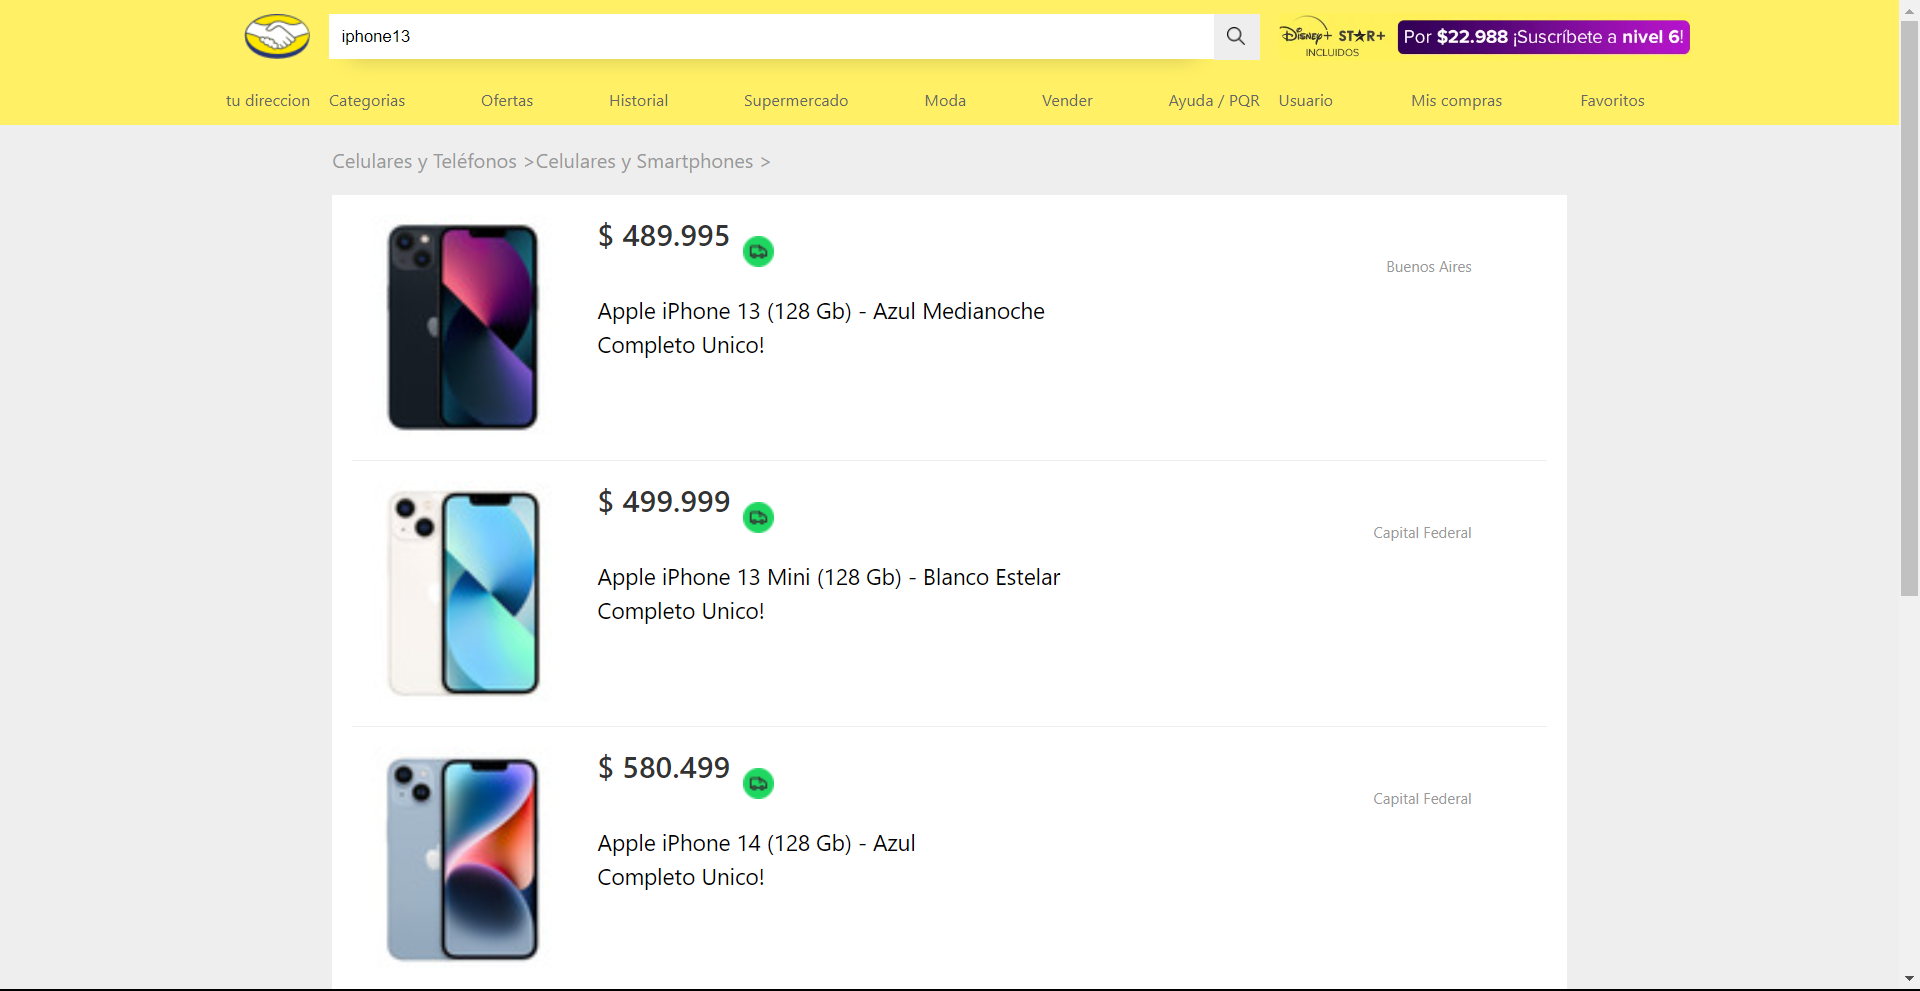 iphone13
Disney+ STAR+
INCLUIDOS
Por $22.988 ¡Suscríbete a nivel 6!
tu direccion Categorias Ofertas Historial Supermercado Moda Vender Ayuda / PQR Usuario Mis compras Favoritos
Celulares y Teléfonos >Celulares y Smartphones >
$ 489.995
Buenos Aires
Apple iPhone 13 (128 Gb) - Azul Medianoche
Completo Unico!
$ 499.999
Capital Federal
Apple iPhone 13 Mini (128 Gb) - Blanco Estelar
Completo Unico!
$ 580.499
Capital Federal
Apple iPhone 14 (128 Gb) - Azul
Completo Unico!